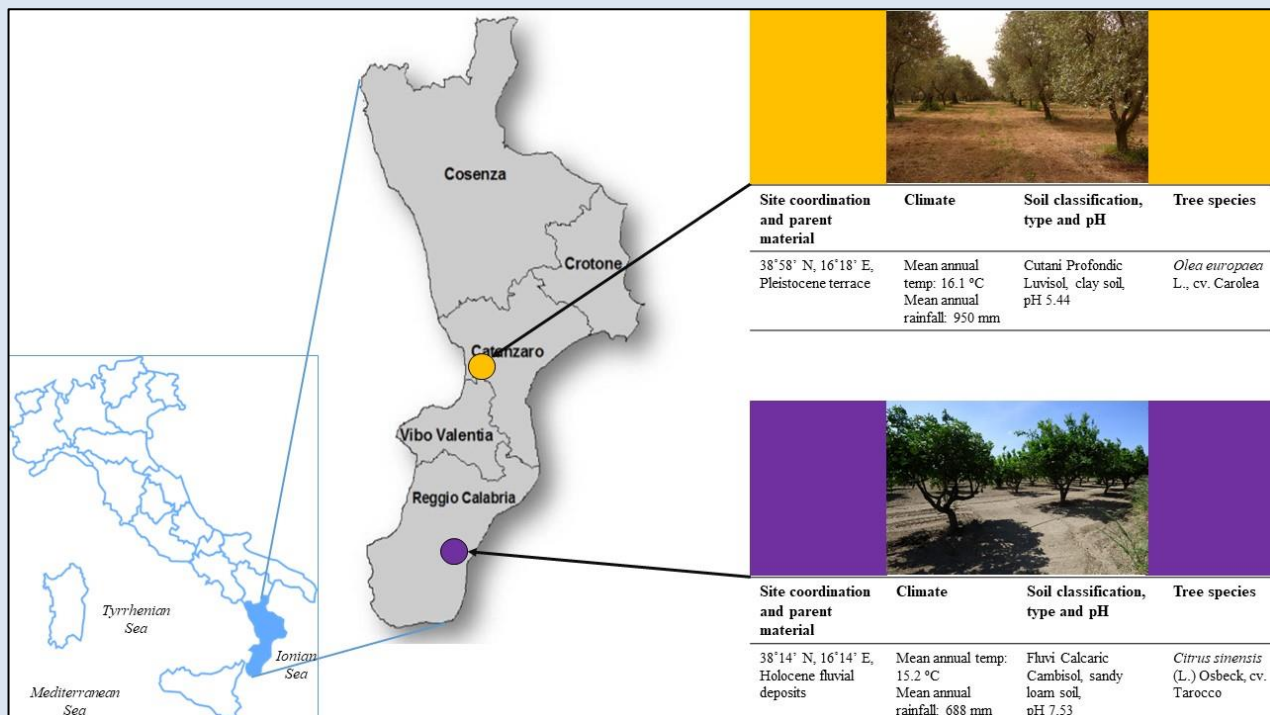 Cosenza
Crotone
Catanzaro
Vibo Valentia
Reggio Calabria
Tyrrhenian
Sea
Ionian
Sea
Mediterranean
Sea
Site coordination
and parent
material
Climate
Soil classification,
type and pH
Tree species
38°58’ N, 16°18’ E,
Pleistocene terrace
Mean annual
temp: 16.1 ºC
Mean annual
rainfall: 950 mm
Cutani Profondic
Luvisol, clay soil,
pH 5.44
Olea europaea
L., cv. Carolea
Site coordination
and parent
material
Climate
Soil classification,
type and pH
Tree species
38°14’ N, 16°14’ E,
Holocene fluvial
deposits
Mean annual temp:
15.2 ºC
Mean annual
rainfall: 688 mm
Fluvi Calcaric
Cambisol, sandy
loam soil,
pH 7.53
Citrus sinensis
(L.) Osbeck, cv.
Tarocco